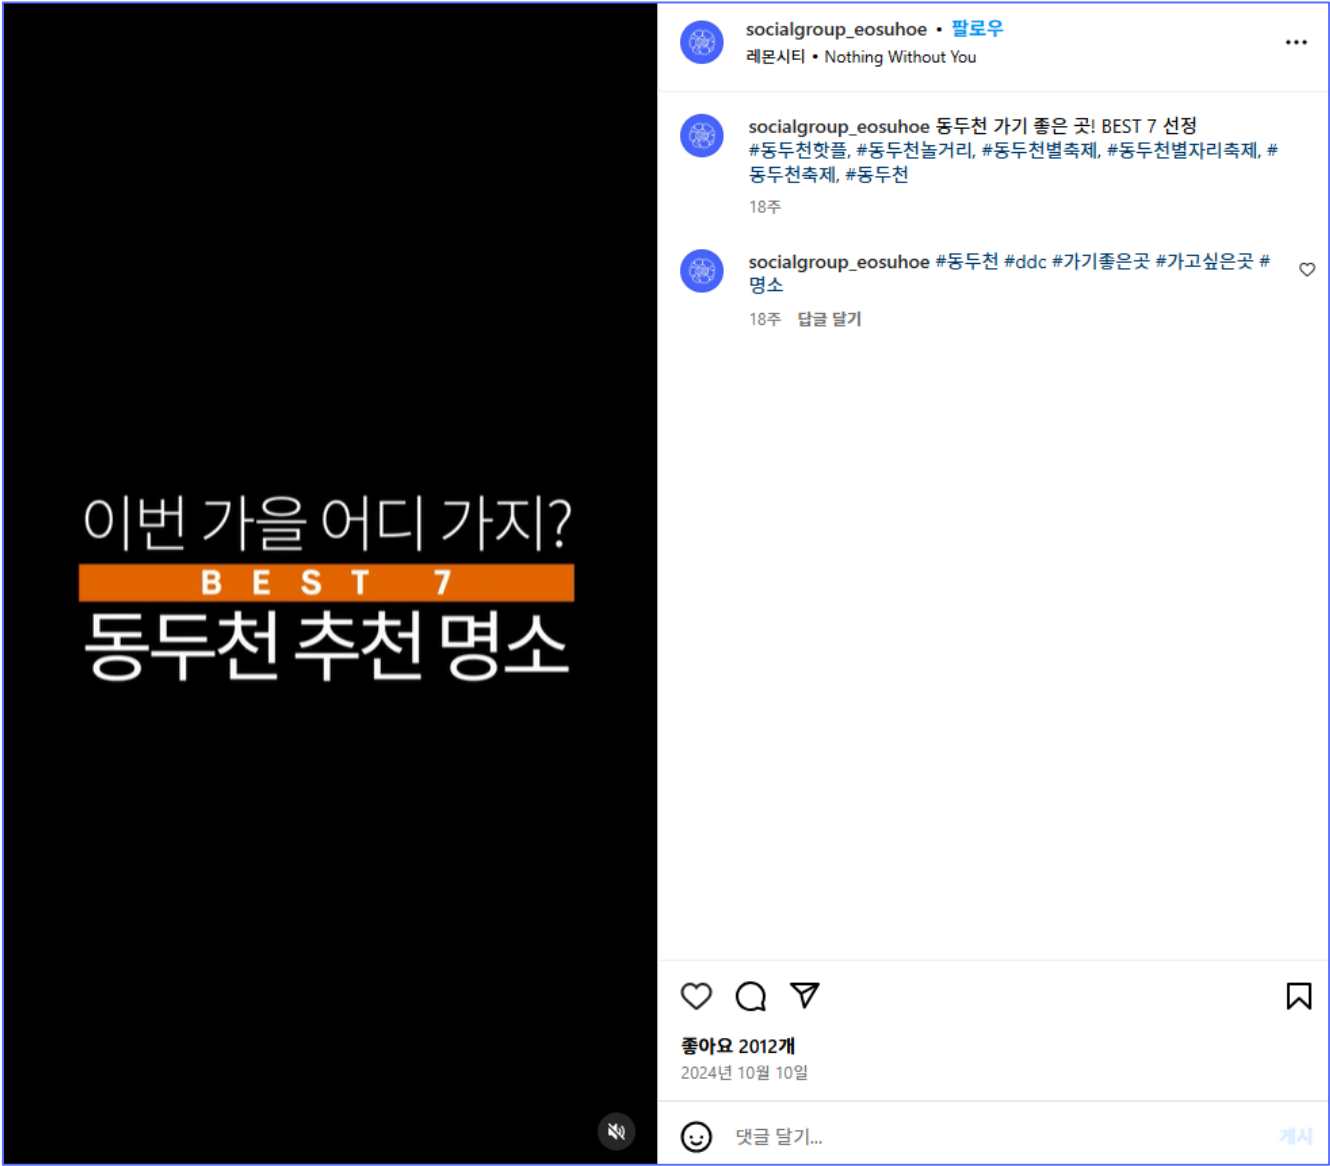 이번 가을 어디 가지?
BEST 7
동두천 추천 명소
socialgroup_eosuhoe • 팔로우
레몬시티 • Nothing Without You
socialgroup_eosuhoe 동두천 가기 좋은 곳! BEST 7 선정
#동두천핫플, #동두천놀거리, #동두천별축제, #동두천별자리축제, #
동두천축제, #동두천
18주
socialgroup_eosuhoe #동두천 #ddc #가기좋은곳 #가고싶은곳 #
명소
18주 답글 달기
좋아요 2012개
2024년 10월 10일
댓글 달기...
게시